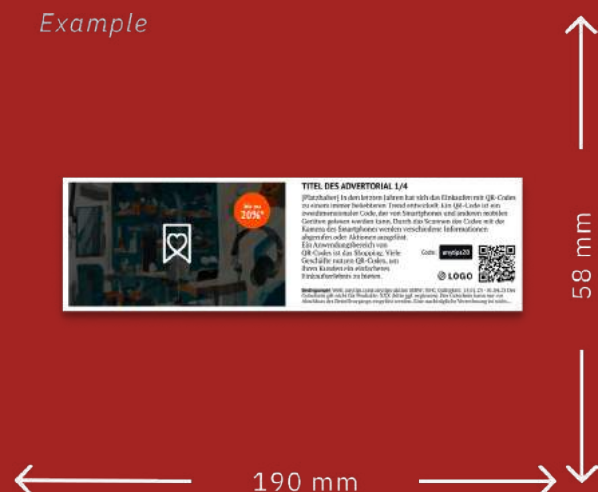 Example
20%*
TITEL DES ADVERTORIAL 1/4
[Platzhalter] In den letzten Jahren hat sich das Einkaufen mit QR-Codes
zu einem immer beliebteren Trend entwickelt. Ein QR-Code ist ein
zweidimensionaler Code, der von Smartphones und anderen mobilen
Geräten gelesen werden kann. Durch das Scannen des Codes mit der
Kamera des Smartphones werden verschiedene Informationen
abgerufen oder Aktionen ausgelöst.
Ein Anwendungsbereich von
QR-Codes ist das Shopping. Viele
Geschäfte nutzen QR-Codes, um
ihren Kunden ein einfacheres
Einkaufserlebnis zu bieten.
Code: anytips20
LOGO
Bedingungen:
58 mm
190 mm